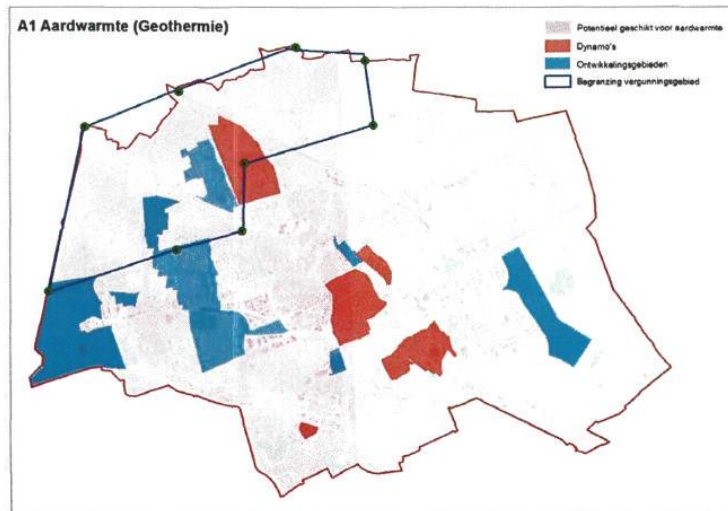 A1 Aardwarmte (Geothermie)
Potentieel geschikt voor aardwarmte
Dynamo's
Ontwikkelingsgebieden
Begrenzing vergunningsgebied